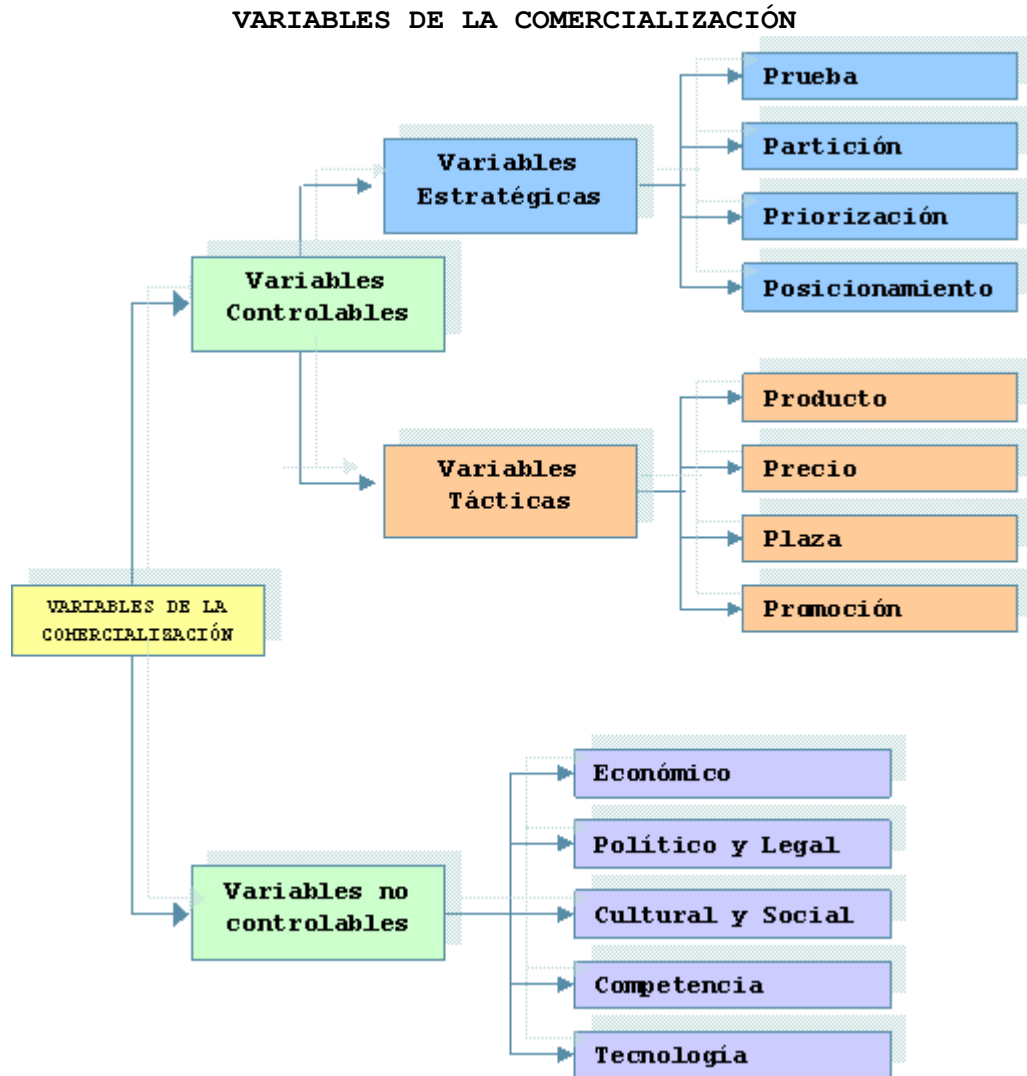 VARIABLES DE LA COMERCIALIZACIÓN
Prueba
Partición
Priorización
Posicionamiento
Variables
Estratégicas
Variables
Controlables
Producto
Precio
Plaza
Promoción
Variables
Tácticas
VARIABLES DE LA
COMERCIALIZACIÓN
Económico
Político y Legal
Cultural y Social
Competencia
Tecnología
Variables no
controlables